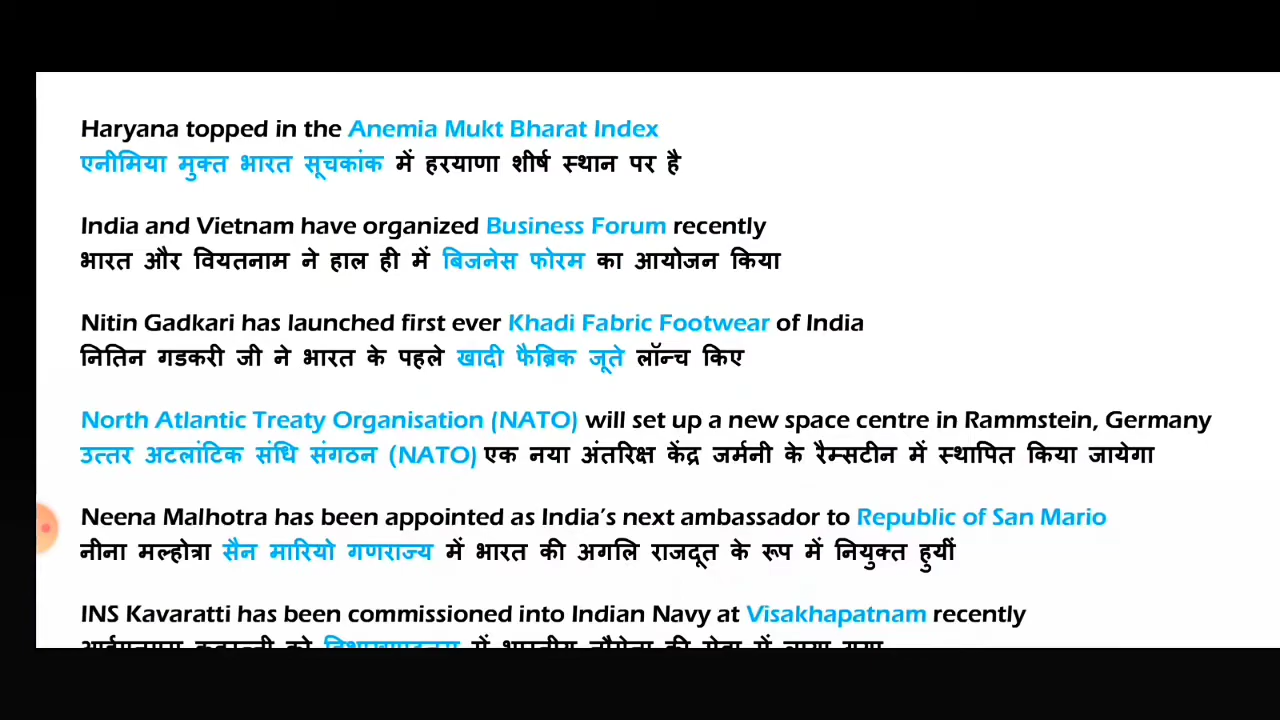 Haryana topped in the Anemia Mukt Bharat Index
एनीमिया मुक्त भारत सूचकांक में हरयाणा शीर्ष स्थान पर है
India and Vietnam have organized Business Forum recently
भारत और वियतनाम ने हाल ही में बिजनेस फोरम का आयोजन किया
Nitin Gadkari has launched first ever Khadi Fabric Footwear of India
नितिन गडकरी जी ने भारत के पहले खादी फैब्रिक जूते लॉन्च किए
North Atlantic Treaty Organisation (NATO) will set up a new space centre in Rammstein, Germany
उत्तर अटलांटिक संधि संगठन (NATO) एक नया अंतरिक्ष केंद्र जर्मनी के रैम्सटीन में स्थापित किया जायेगा
Neena Malhotra has been appointed as India's next ambassador to Republic of San Mario
नीना मल्होत्रा सैन मारियो गणराज्य में भारत की अगलि राजदूत के रूप में नियुक्त हुयीं
INS Kavaratti has been commissioned into Indian Navy at Visakhapatnam recently